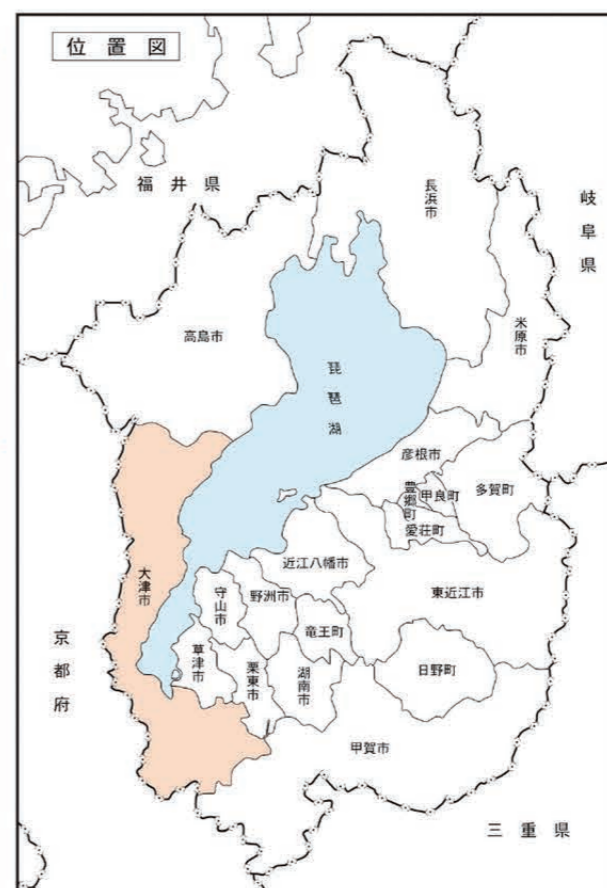 位置図
福井県
長浜市
岐阜県
米原市
高島市
琵琶湖
彦根市
多賀町
豊郷町
甲良町
愛荘町
近江八幡市
東近江市
大津市
守山市
野洲市
竜王町
草津市
栗東市
湖南市
日野町
京都府
甲賀市
三重県